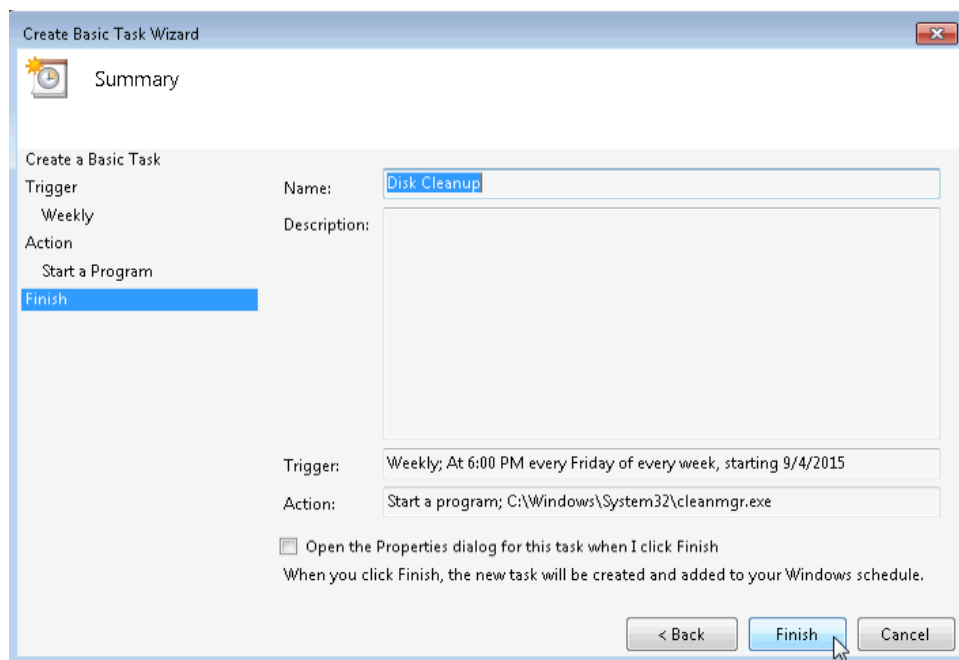 Create Basic Task Wizard
Summary
Create a Basic Task
Trigger
Weekly
Action
Start a Program
Finish
Name: Disk Cleanup
Description:
Trigger: Weekly; At 6:00 PM every Friday of every week, starting 9/4/2015
Action: Start a program; C:\Windows\System32\cleanmgr.exe
Open the Properties dialog for this task when I click Finish
When you click Finish, the new task will be created and added to your Windows schedule.
< Back Finish Cancel